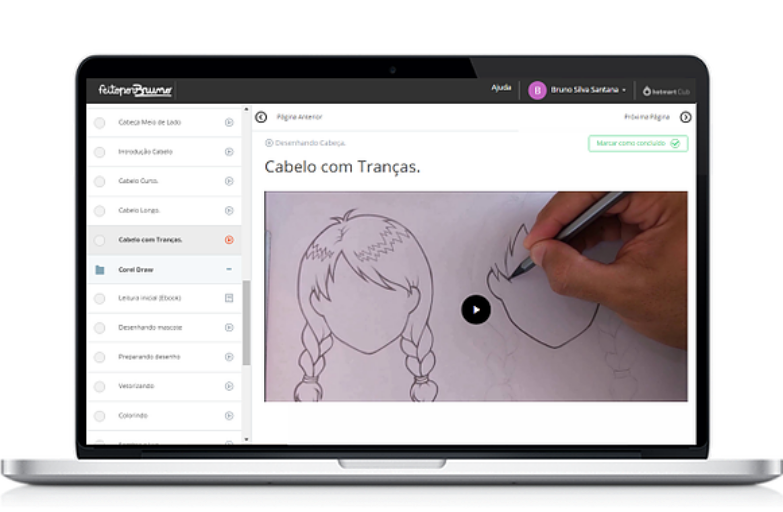 feitoporBruno
Ajuda
B
Bruno Silva Santana
hotmart Club
Cabeça Meio de Lado
Introdução Cabelo
Cabelo Curto.
Cabelo Longo.
Cabelo com Tranças.
Corel Draw
Leitura inicial (Ebook)
Desenhando mascote
Preparando desenho
Vetorizando
Colorindo
Página Anterior
Próxima Página
Desenhando Cabeça.
Marcar como concluído
Cabelo com Tranças.